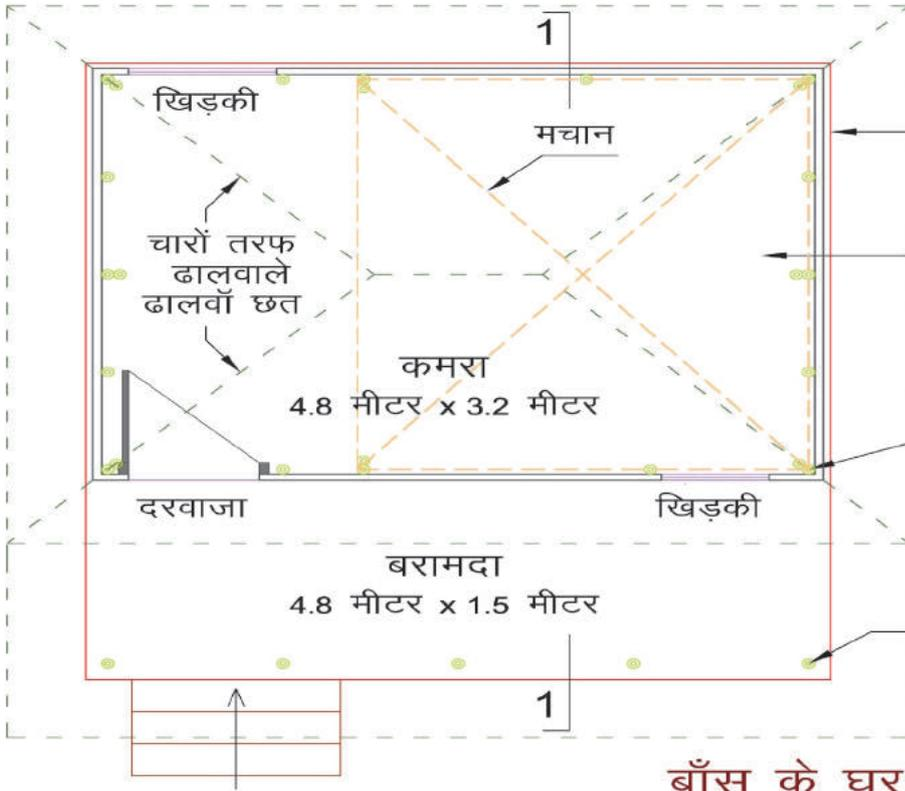 1
खिड़की
मचान
चारों तरफ
ढालवाले
ढालवॉ छत
कमरा
4.8 मीटर x 3.2 मीटर
दरवाजा
खिड़की
बरामदा
4.8 मीटर x 1.5 मीटर
1
बाँस के घर